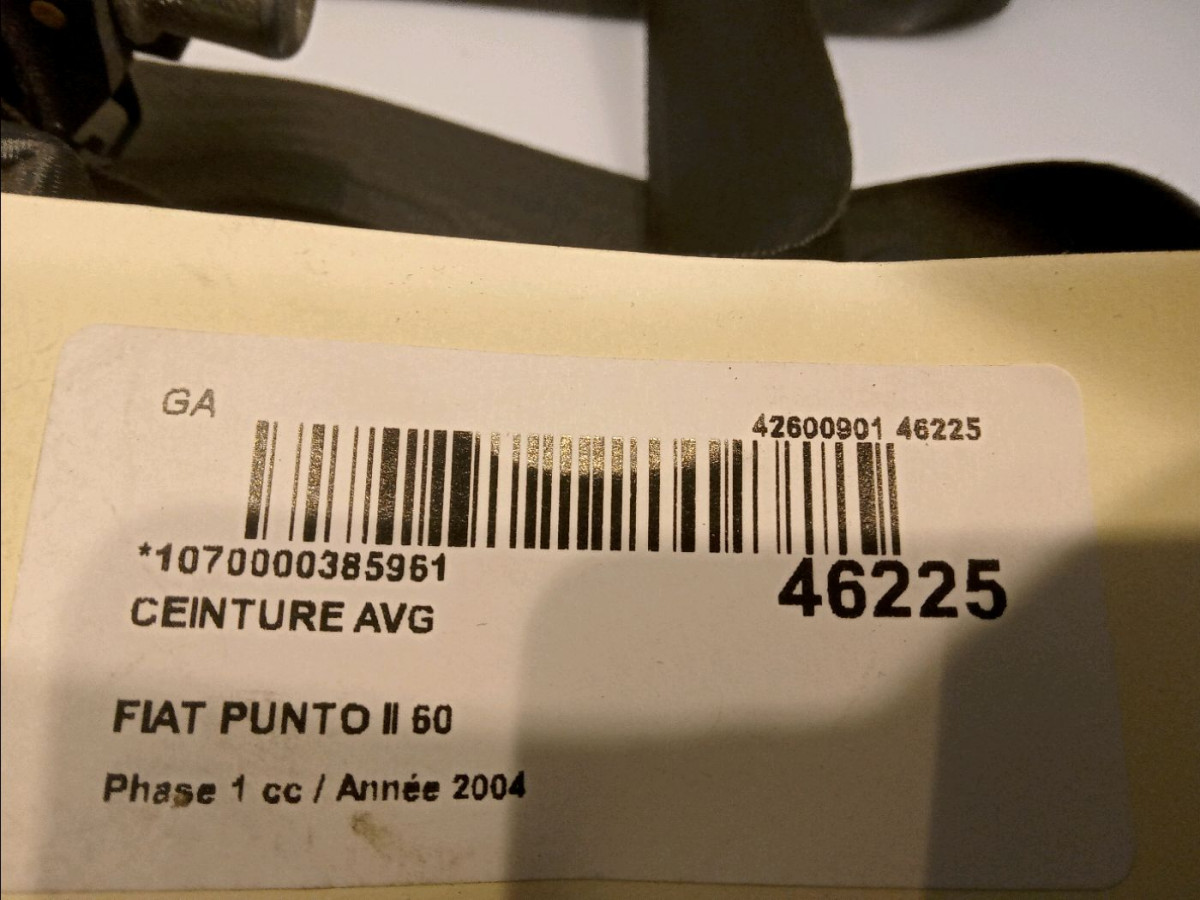 GA
42600901 46225
*1070000385961
46225
CEINTURE AVG
FIAT PUNTO II 60
Phase 1 cc / Année 2004